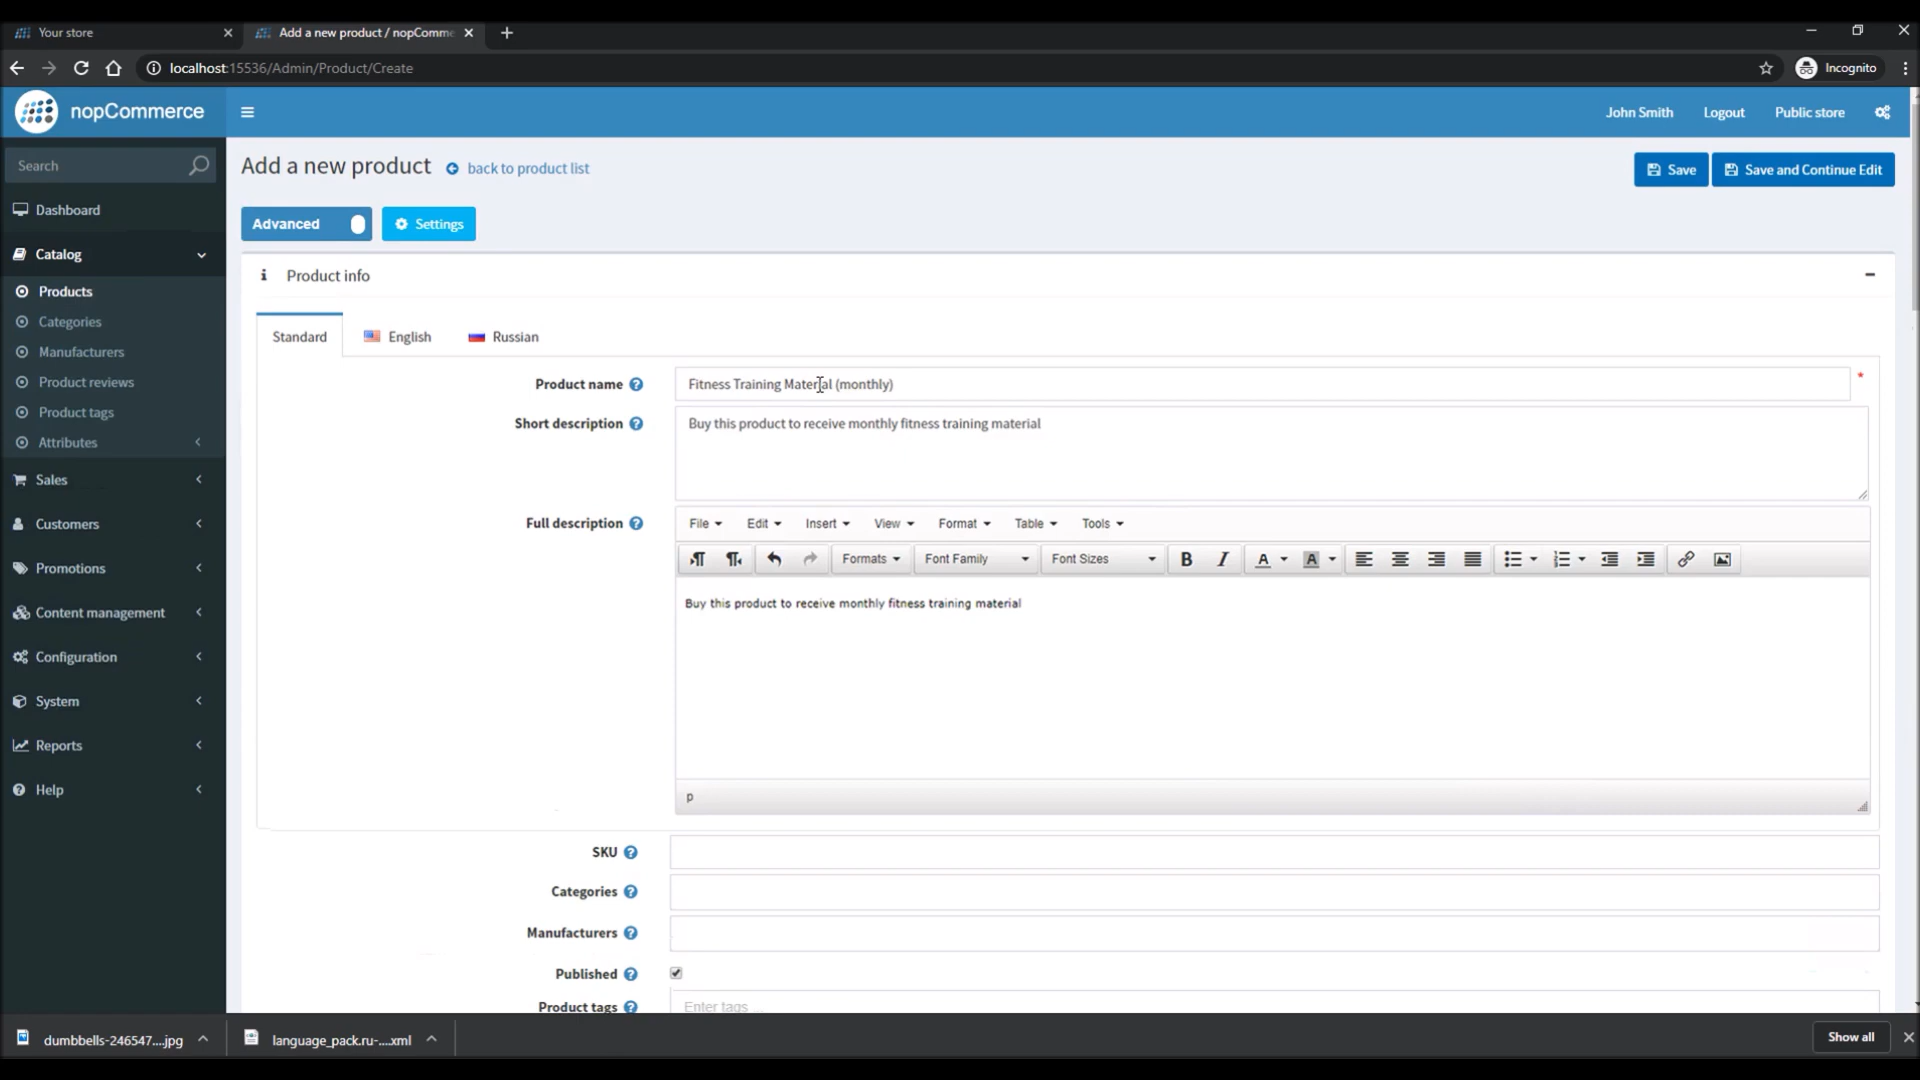 Your store
Add a new product / nopComme
localhost:15536/Admin/Product/Create
Incognito
nopCommerce
John Smith
Logout
Public store
Search
Add a new product
back to product list
Save
Save and Continue Edit
Dashboard
Advanced
Settings
Catalog
Product info
Products
Categories
Manufacturers
Product reviews
Product tags
Attributes
Sales
Customers
Promotions
Content management
Configuration
System
Reports
Help
Standard
English
Russian
Product name
Fitness Training Material (monthly)
*
Short description
Buy this product to receive monthly fitness training material
Full description
File Edit Insert View Format Table Tools
Formats Font Family Font Sizes B I A A
Buy this product to receive monthly fitness training material
p
SKU
Categories
Manufacturers
Published
Product tags
Enter tags ...
dumbbells-246547....jpg
language_pack.ru-....xml
Show all